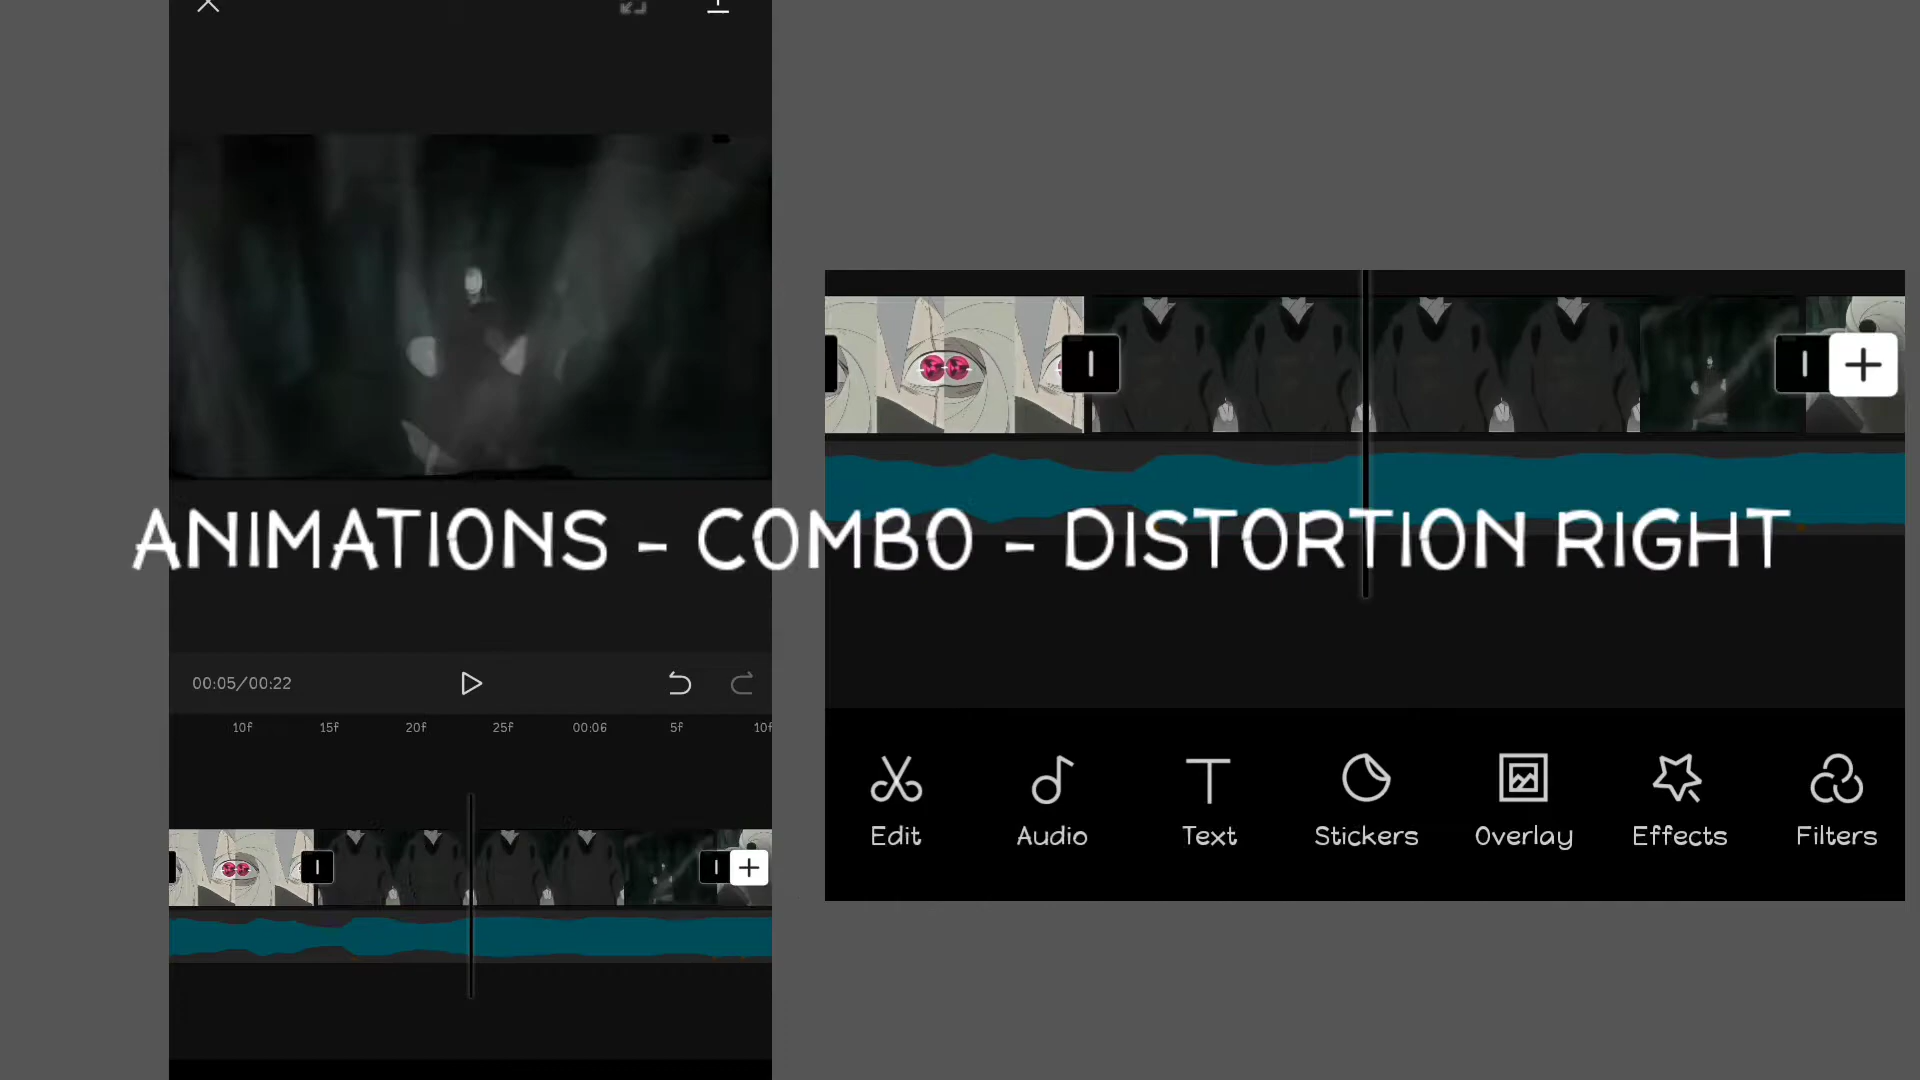 ANIMATIONS - COMBO - DISTORTION RIGHT
00:05/00:22
10f 15f 20f 25f 00:06 5f 10f
Edit Audio Text Stickers Overlay Effects Filters